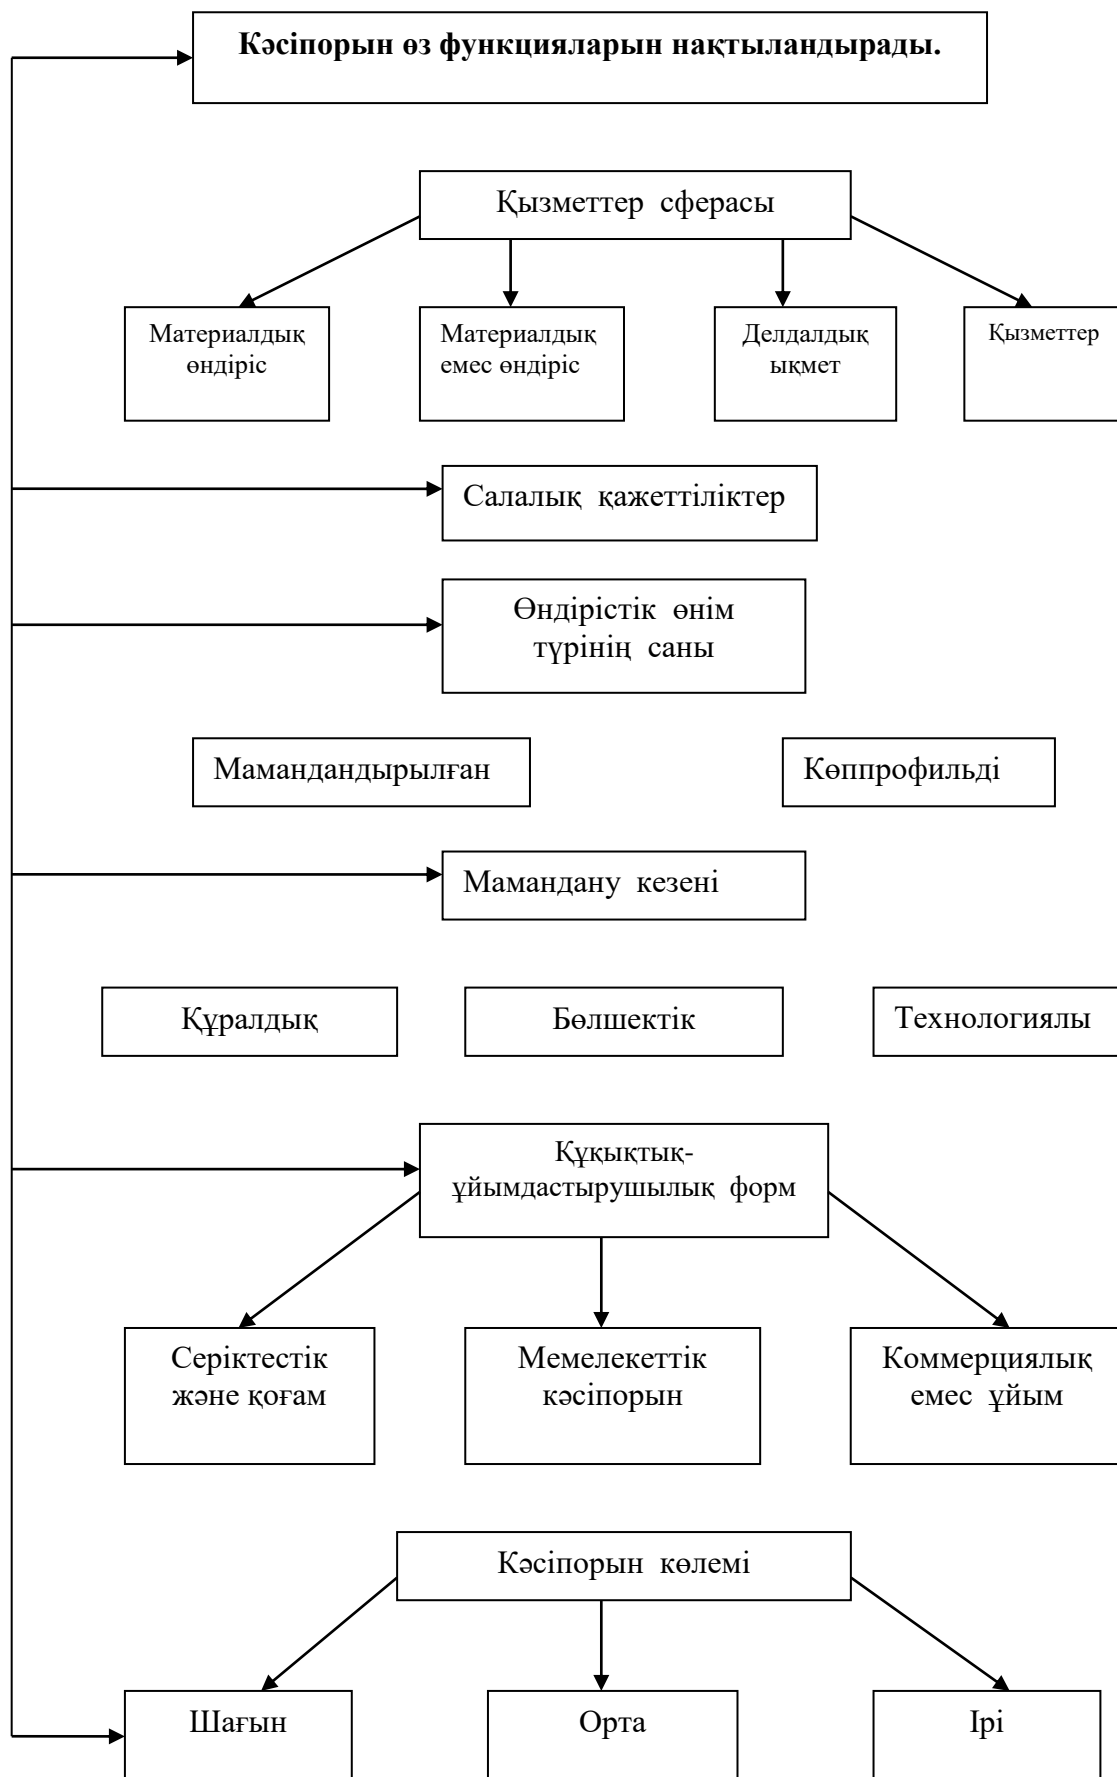 Кәсіпорын өз функцияларын нақтыландырады.
Қызметтер сферасы
Материалдық
өндіріс
Материалдық
емес өндіріс
Делдалдық
ықмет
Қызметтер
Салалық қажеттіліктер
Өндірістік өнім
түрінің саны
Мамандандырылған
Көппрофильді
Мамандану кезені
Құралдық
Бөлшектік
Технологиялы
Құқықтық-
ұйымдастырушылық форм
Серіктестік
және қоғам
Мемелекеттік
кәсіпорын
Коммерциялық
емес ұйым
Кәсіпорын көлемі
Шағын
Орта
Ірі